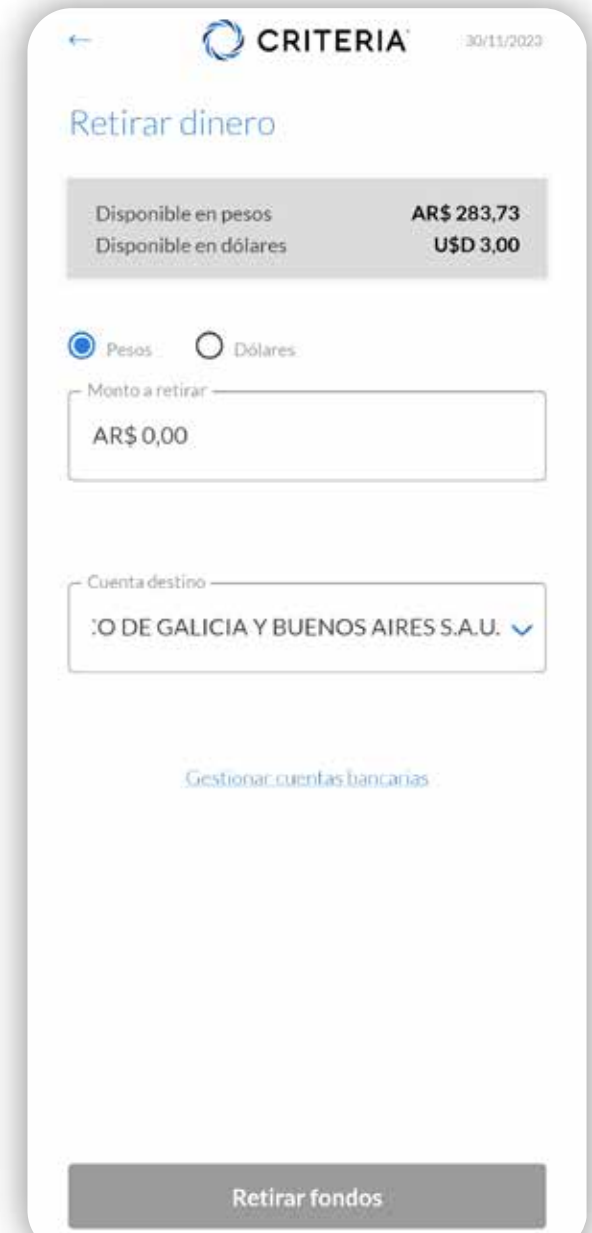 ← CRITERIA 30/11/2023
Retirar dinero
Disponible en pesos AR$ 283,73
Disponible en dólares U$D 3,00
Pesos Dólares
Monto a retirar
AR$ 0,00
Cuenta destino
:O DE GALICIA Y BUENOS AIRES S.A.U.
Gestionar cuentas bancarias
Retirar fondos